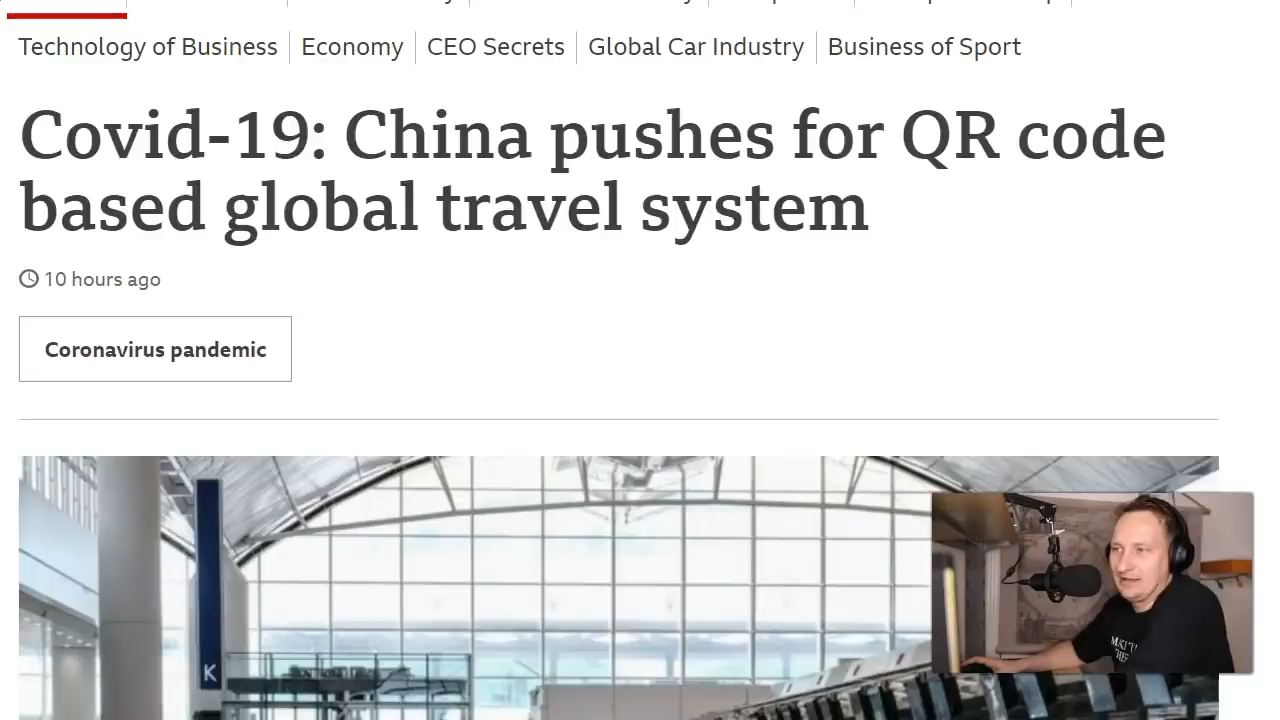 Technology of Business
Economy
CEO Secrets
Global Car Industry
Business of Sport
Covid-19: China pushes for QR code
based global travel system
10 hours ago
Coronavirus pandemic
K